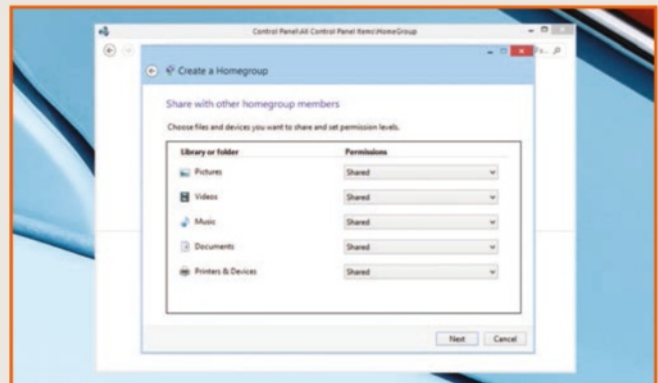 Control Panel\All Control Panel Items\HomeGroup
Create a Homegroup
Share with other homegroup members
Choose files and devices you want to share and set permission levels.
Library or folder Permissions
Pictures Shared
Videos Shared
Music Shared
Documents Shared
Printers & Devices Shared
Next Cancel